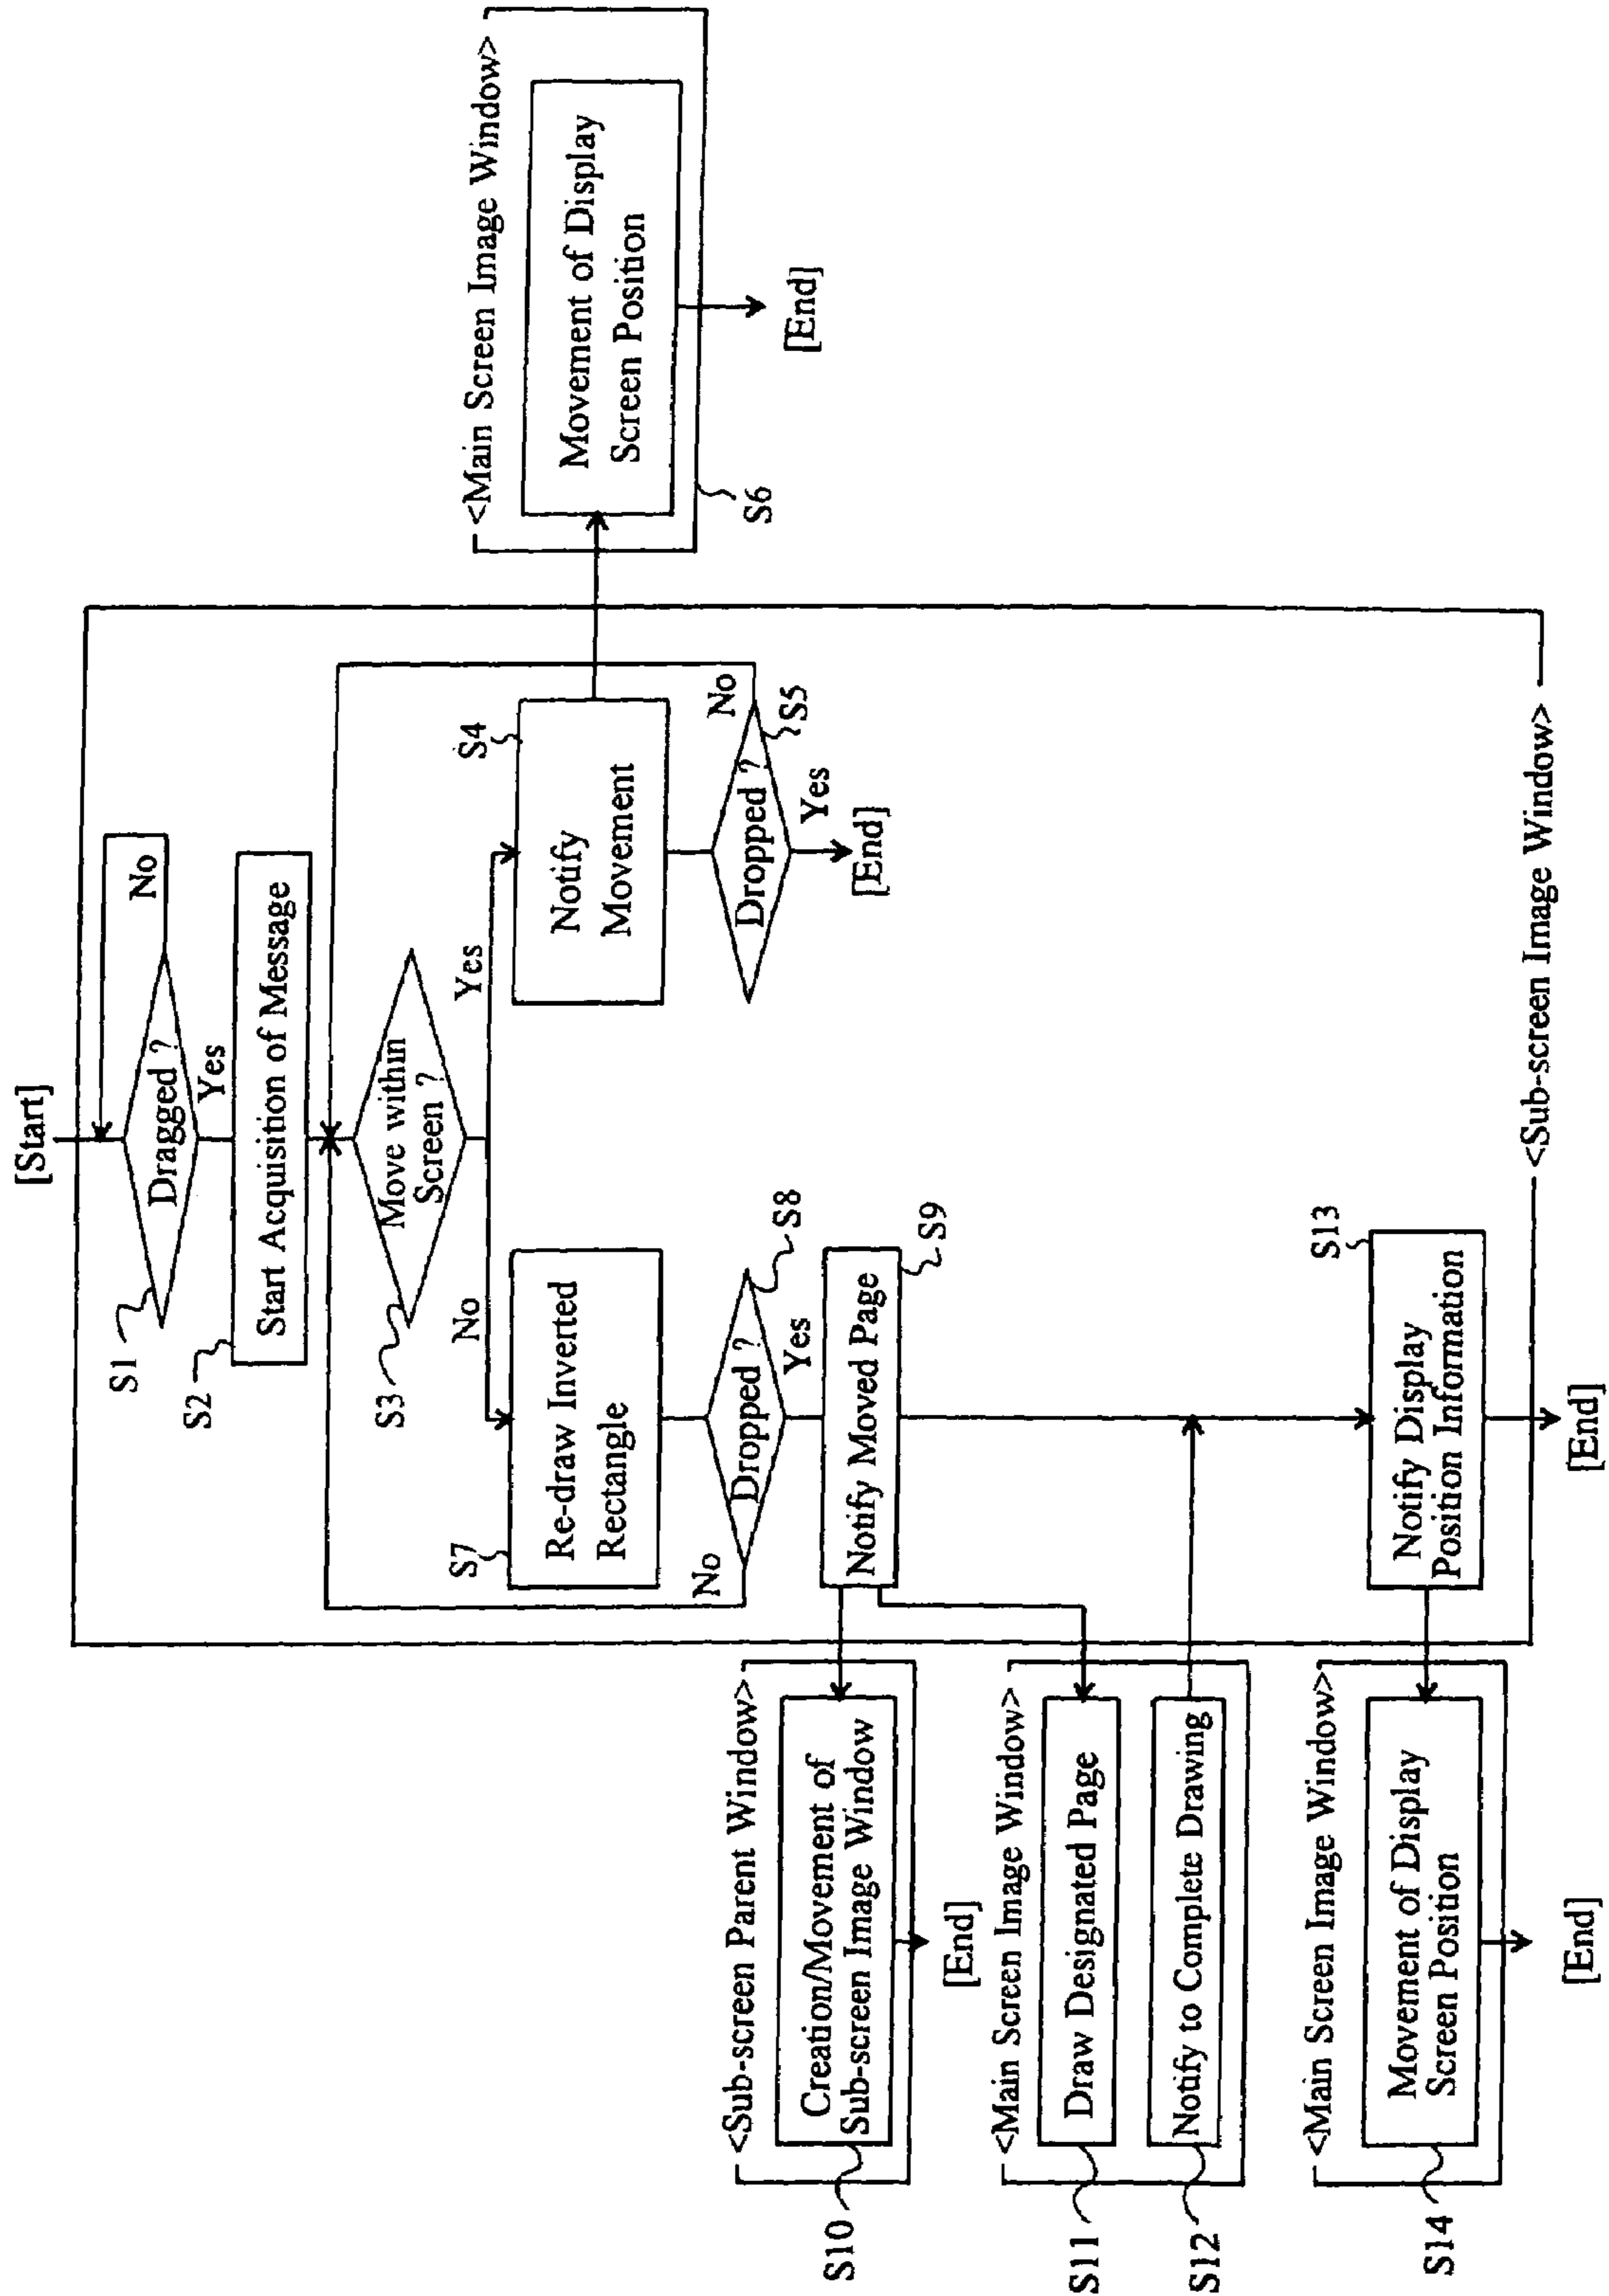 [Start]
Dragged ?
No
Yes
S1
Start Acquisition of Message
S2
Move within
Screen ?
S3
No
Yes
Re-draw Inverted
Rectangle
S7
Notify
Movement
S4
<Main Screen Image Window>
Movement of Display
Screen Position
S6
[End]
Dropped ?
No
Yes
S8
Dropped ?
No
Yes
S5
[End]
Notify Moved Page
S9
<Sub-screen Parent Window>
Creation/Movement of
Sub-screen Image Window
S10
[End]
<Main Screen Image Window>
Draw Designated Page
S11
Notify to Complete Drawing
S12
Notify Display
Position Information
S13
<Main Screen Image Window>
Movement of Display
Screen Position
S14
[End]
[End]
<Sub-screen Image Window>